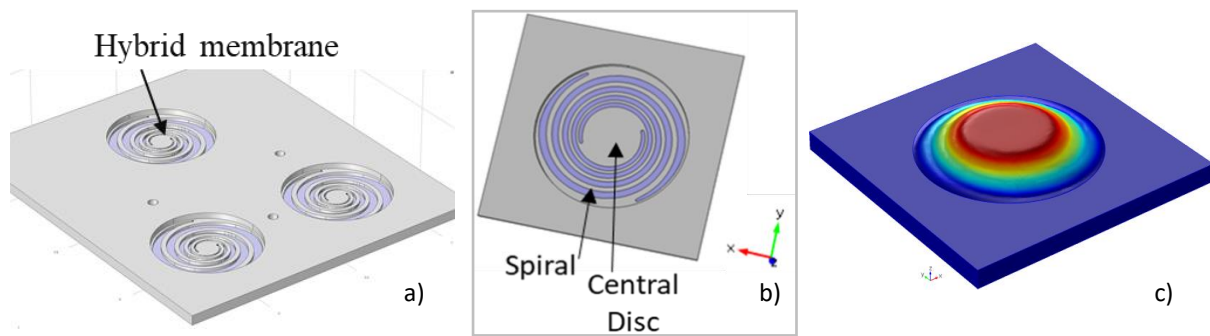 Hybrid membrane
a)
Spiral
Central
Disc
x
y
z
b)
c)